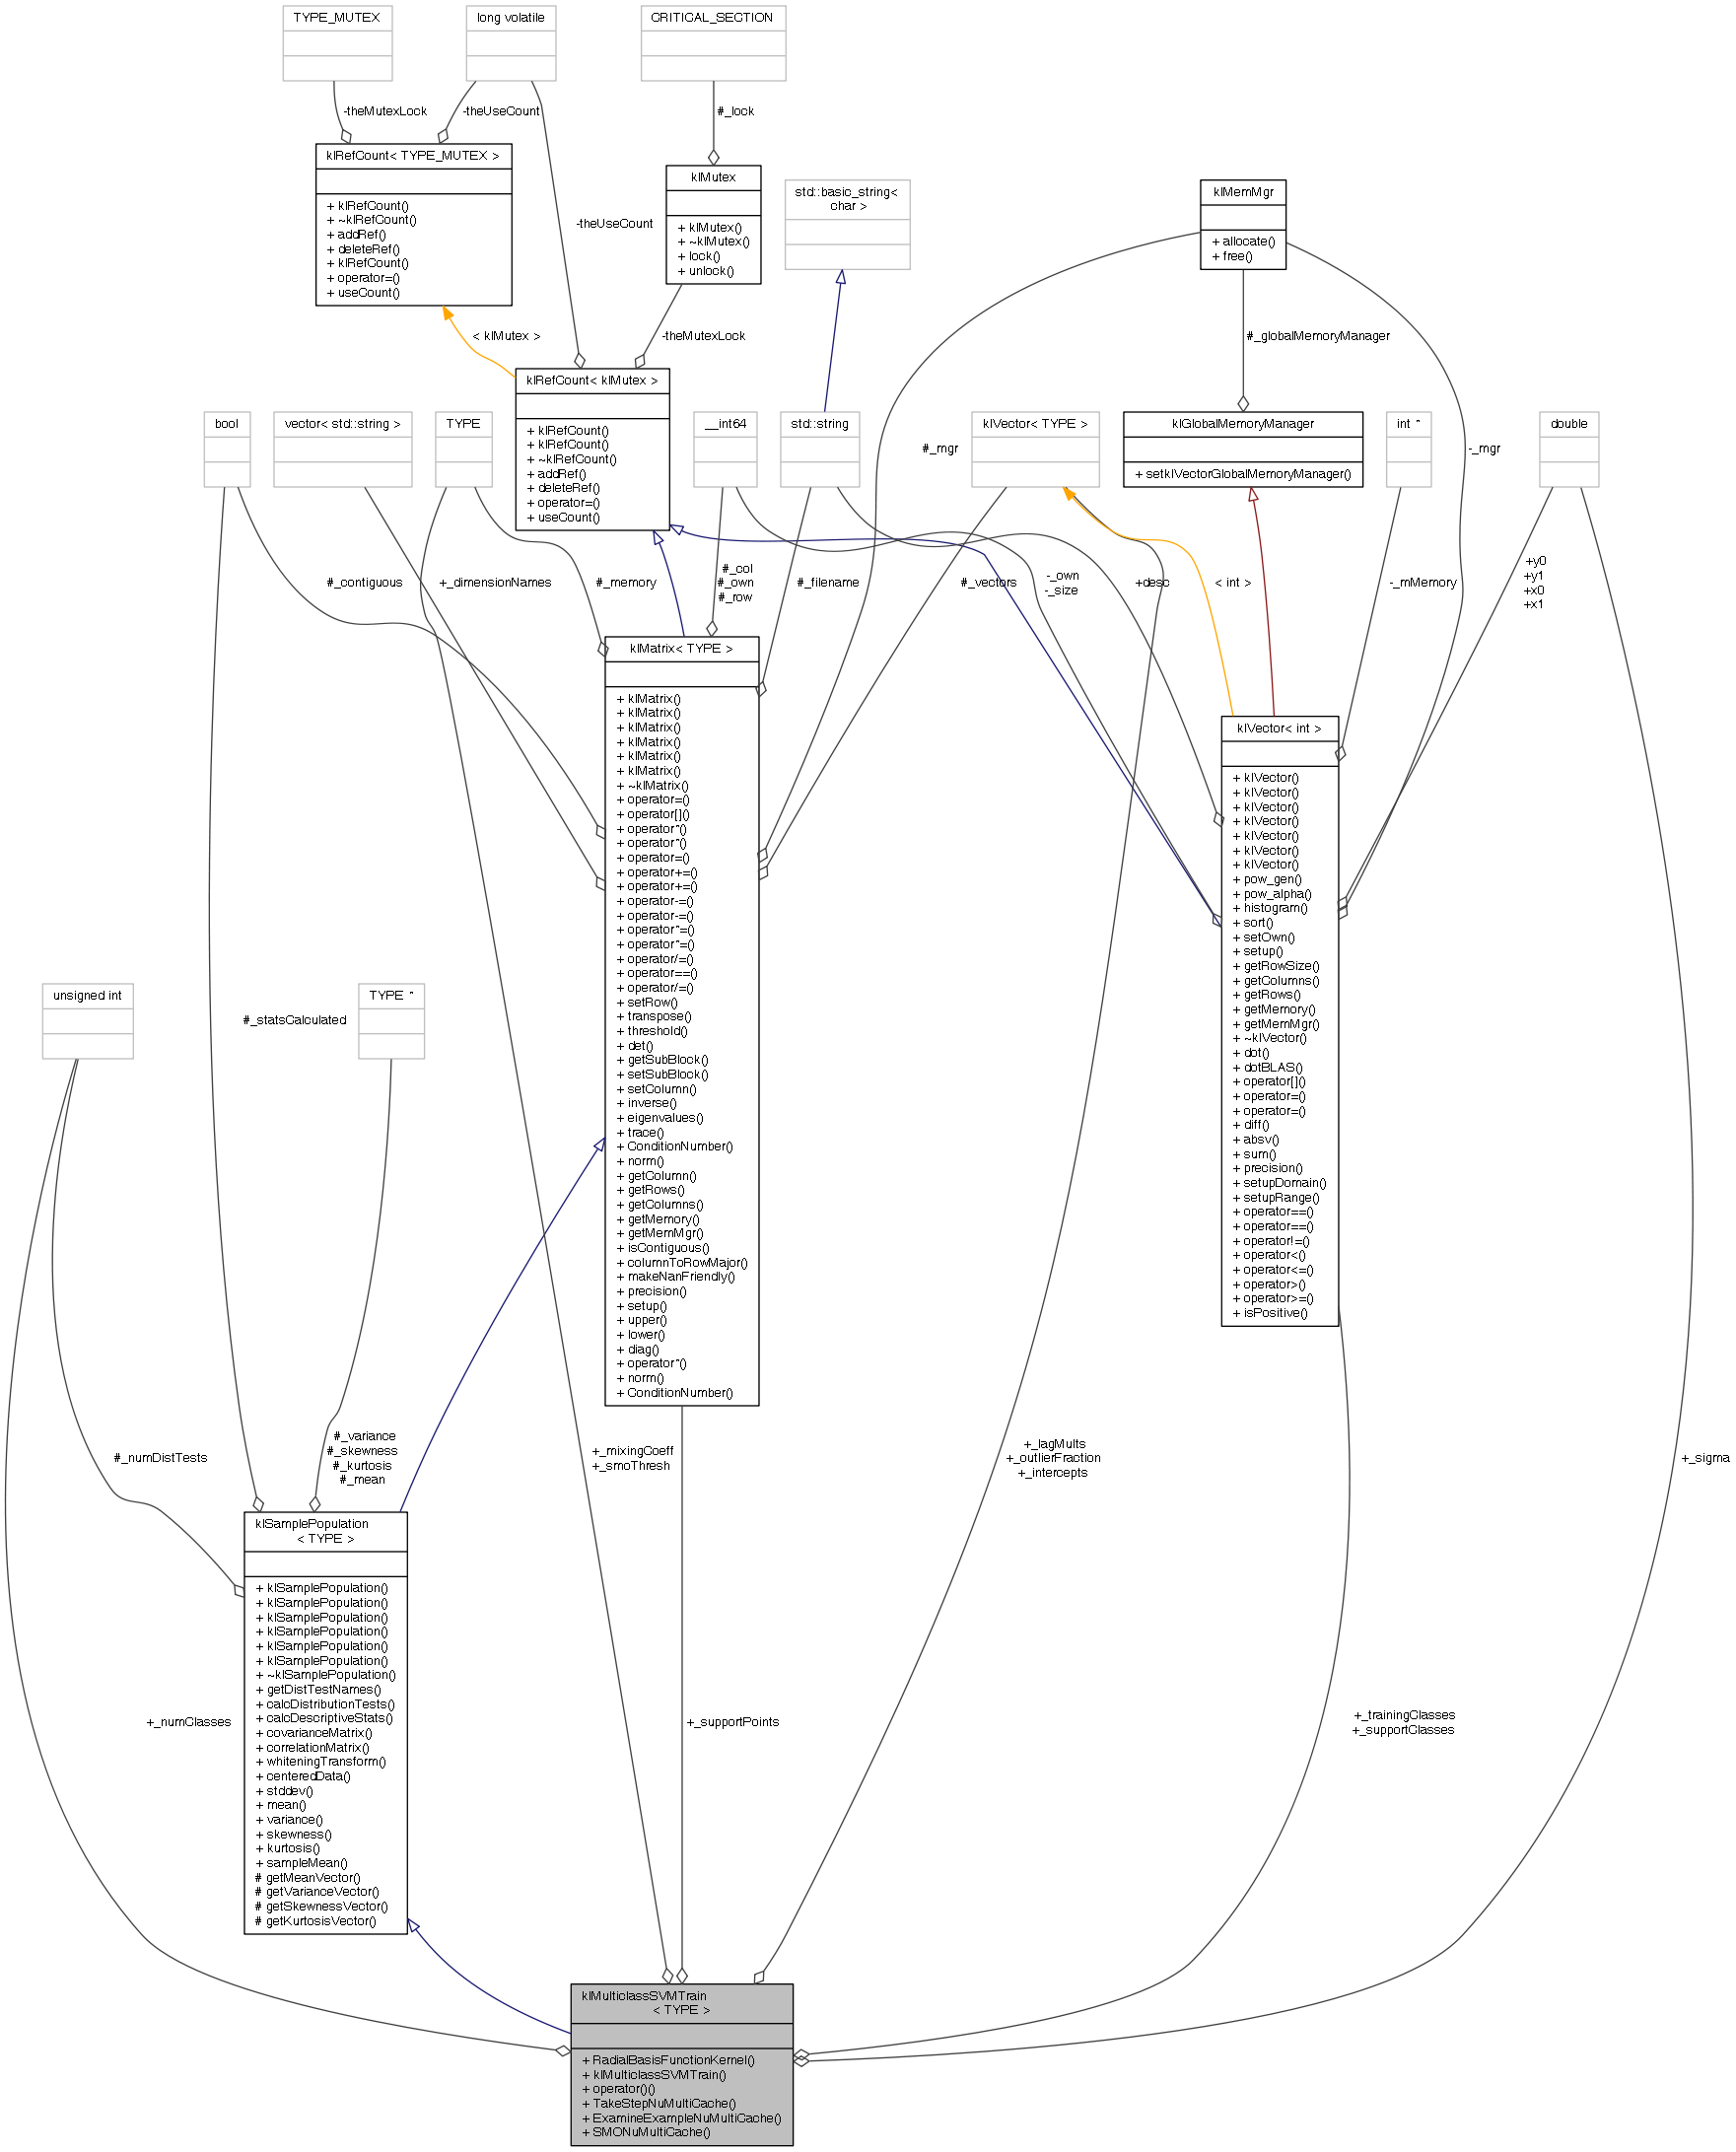 TYPE_MUTEX
long volatile
CRITICAL_SECTION
-theMutexLock
-theUseCount
#_lock
klRefCount< TYPE_MUTEX >
+ klRefCount()
+ ~klRefCount()
+ addRef()
+ deleteRef()
+ klRefCount()
+ operator=()
+ useCount()
klMutex
+ klMutex()
+ ~klMutex()
+ lock()
+ unlock()
std::basic_string<
char >
klMemMgr
+ allocate()
+ free()
-theUseCount
< klMutex >
-theMutexLock
#_globalMemoryManager
klRefCount< klMutex >
+ klRefCount()
+ klRefCount()
+ ~klRefCount()
+ addRef()
+ deleteRef()
+ operator=()
+ useCount()
bool
vector< std::string >
TYPE
__int64
std::string
#_mgr
klVector< TYPE >
klGlobalMemoryManager
+ setklVectorGlobalMemoryManager()
int *
-_mgr
double
#_contiguous
+_dimensionNames
#_memory
#_col
#_own
#_row
#_filename
#_vectors
-_own
-_size
+desc
< int >
-_mMemory
+y0
+y1
+x0
+x1
klMatrix< TYPE >
+ klMatrix()
+ klMatrix()
+ klMatrix()
+ klMatrix()
+ klMatrix()
+ klMatrix()
+ ~klMatrix()
+ operator=()
+ operator[]()
+ operator*()
+ operator*()
+ operator=()
+ operator+=()
+ operator+=()
+ operator-=()
+ operator-=()
+ operator*=()
+ operator*=()
+ operator/=()
+ operator==()
+ operator/=()
+ setRow()
+ transpose()
+ threshold()
+ det()
+ getSubBlock()
+ setSubBlock()
+ setColumn()
+ inverse()
+ eigenvalues()
+ trace()
+ ConditionNumber()
+ norm()
+ getColumn()
+ getRows()
+ getColumns()
+ getMemory()
+ getMemMgr()
+ isContiguous()
+ columnToRowMajor()
+ makeNanFriendly()
+ precision()
+ setup()
+ upper()
+ lower()
+ diag()
+ operator*()
+ norm()
+ ConditionNumber()
klVector< int >
+ klVector()
+ klVector()
+ klVector()
+ klVector()
+ klVector()
+ klVector()
+ klVector()
+ pow_gen()
+ pow_alpha()
+ histogram()
+ sort()
+ setOwn()
+ setup()
+ getRowSize()
+ getColumns()
+ getRows()
+ getMemory()
+ getMemMgr()
+ ~klVector()
+ dot()
+ dotBLAS()
+ operator[]()
+ operator=()
+ operator=()
+ diff()
+ absv()
+ sum()
+ precision()
+ setupDomain()
+ setupRange()
+ operator==()
+ operator==()
+ operator!=()
+ operator<()
+ operator<=()
+ operator>()
+ operator>=()
+ isPositive()
unsigned int
#_statsCalculated
TYPE *
#_numDistTests
#_variance
#_skewness
#_kurtosis
#_mean
+_mixingCoeff
+_smoThresh
+_lagMults
+_outlierFraction
+_intercepts
+_sigma
klSamplePopulation
< TYPE >
+ klSamplePopulation()
+ klSamplePopulation()
+ klSamplePopulation()
+ klSamplePopulation()
+ klSamplePopulation()
+ klSamplePopulation()
+ ~klSamplePopulation()
+ getDistTestNames()
+ calcDistributionTests()
+ calcDescriptiveStats()
+ covarianceMatrix()
+ correlationMatrix()
+ whiteningTransform()
+ centeredData()
+ stddev()
+ mean()
+ variance()
+ skewness()
+ kurtosis()
+ sampleMean()
# getMeanVector()
# getVarianceVector()
# getSkewnessVector()
# getKurtosisVector()
+_numClasses
+_supportPoints
+_trainingClasses
+_supportClasses
klMulticlassSVMTrain
< TYPE >
+ RadialBasisFunctionKernel()
+ klMulticlassSVMTrain()
+ operator()()
+ TakeStepNuMultiCache()
+ ExamineExampleNuMultiCache()
+ SMONuMultiCache()